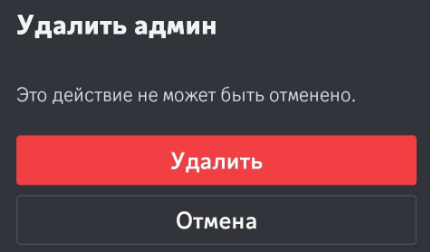 Удалить админ
Это действие не может быть отменено.
Удалить
Отмена